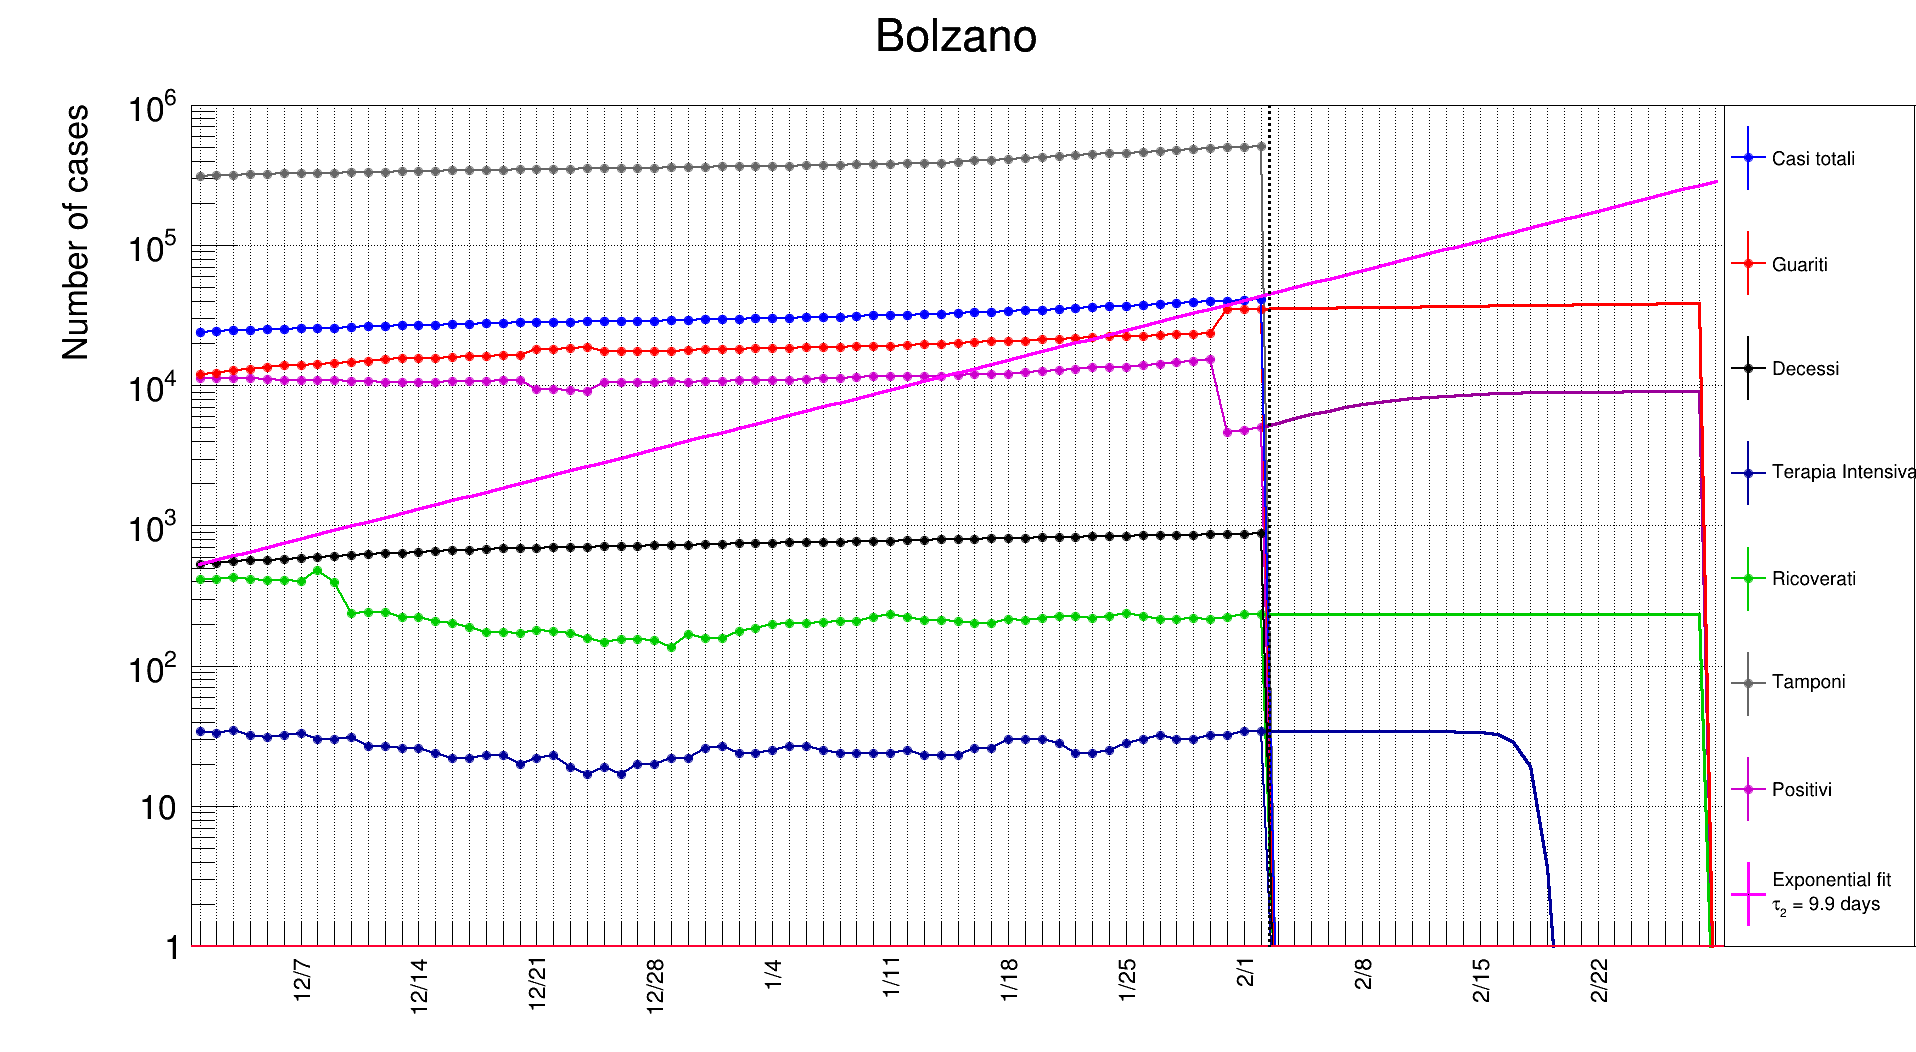 Bolzano
Number of cases
10^6
10^5
10^4
10^3
10^2
10
1
12/7
12/14
12/21
12/28
1/4
1/11
1/18
1/25
2/1
2/8
2/15
2/22
Casi totali
Guariti
Decessi
Terapia Intensiva
Ricoverati
Tamponi
Positivi
Exponential fit
τ₂ = 9.9 days